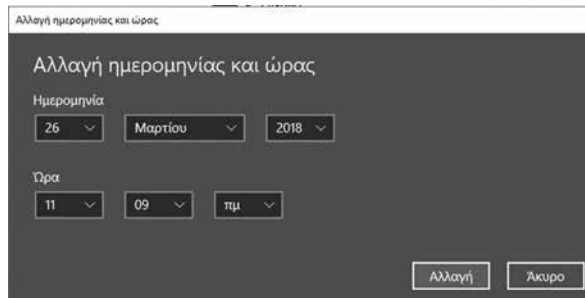 Αλλαγή ημερομηνίας και ώρας
Αλλαγή ημερομηνίας και ώρας
Ημερομηνία
26 Μαρτίου 2018
Ώρα
11 09 πμ
Αλλαγή Άκυρο